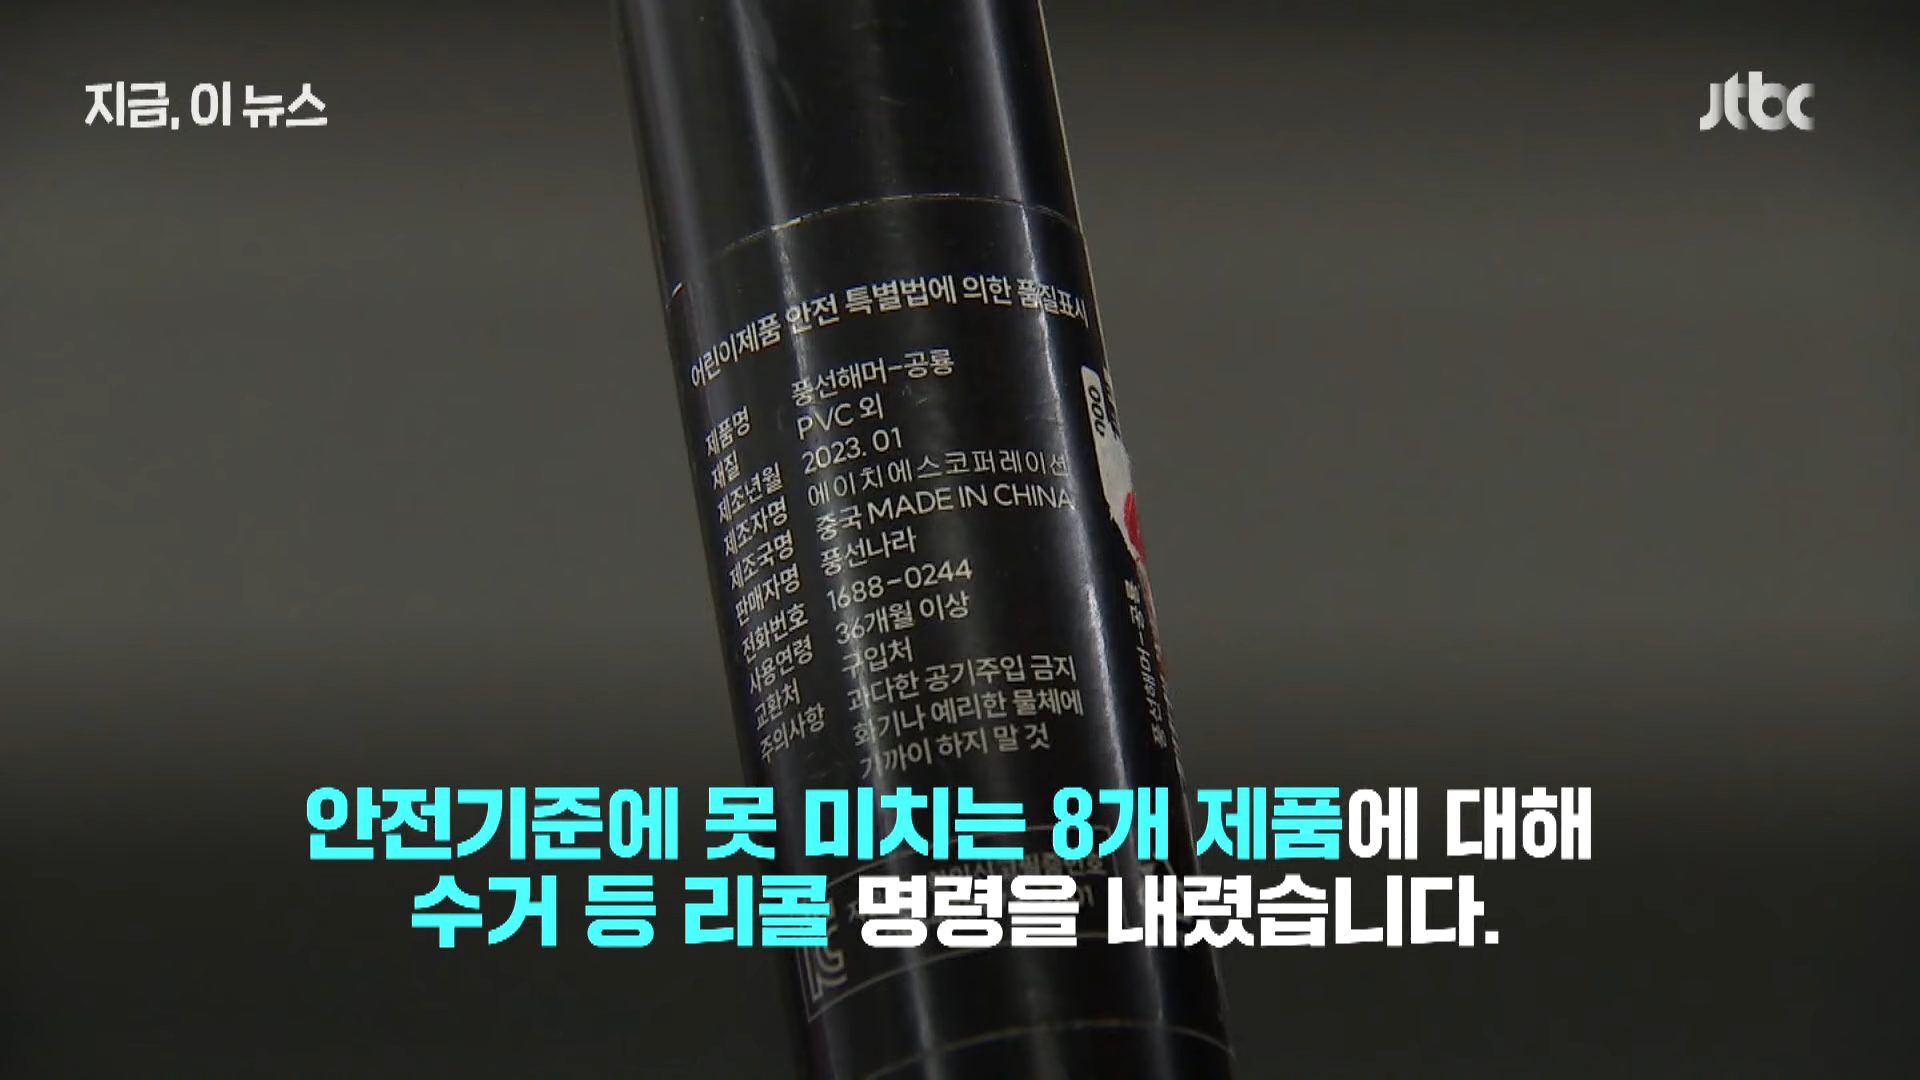 지금, 이 뉴스
jtbc
어린이제품 안전 특별법에 의한 품질표시
제품명 풍선해머-공룡
재질 PVC 외
제조년월 2023. 01
제조자명 에이치에스코퍼레이션
제조국명 중국 MADE IN CHINA
판매자명 풍선나라
전화번호 1688-0244
사용연령 36개월 이상
교환처 구입처
주의사항 과다한 공기주입 금지
화기나 예리한 물체에
가까이 하지 말 것
풍선해머-공룡
안전기준에 못 미치는 8개 제품에 대해
수거 등 리콜 명령을 내렸습니다.